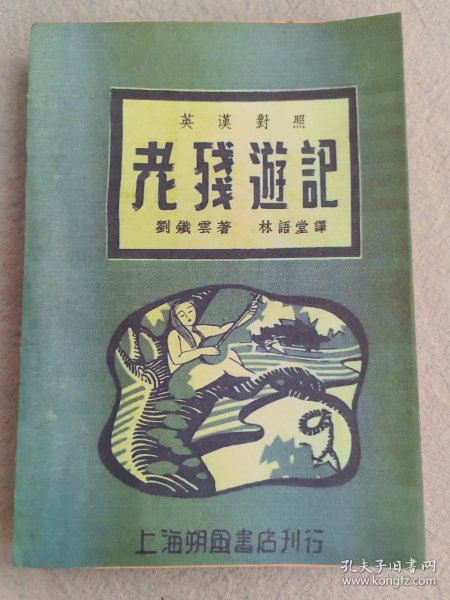 英漢對照
老殘遊記
劉鐵雲著 林語堂譯
上海朔風書店刊行
孔夫子旧书网
www.kongfz.com